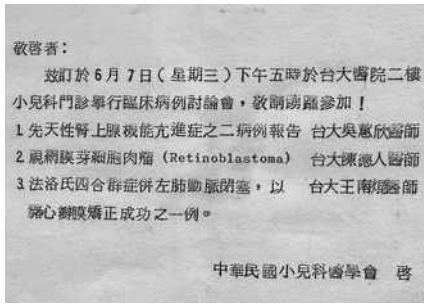 敬啓者：
茲訂於6月7日（星期三）下午五時於台大醫院二樓
小兒科門診舉行臨床病例討論會，敬請踴躍參加！
1.先天性腎上腺機能亢進症之二病例報告 台大吳蕙欣醫師
2.視網膜芽細胞肉瘤 (Retinoblastoma) 台大陳德人醫師
3.法洛氏四合群症併左肺動脈閉塞，以 台大王南焜醫師
開心瓣膜矯正成功之一例。
中華民國小兒科醫學會 啓